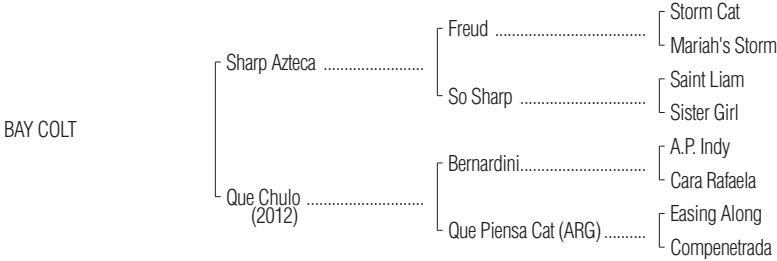 Storm Cat
Freud ..................................
Mariah's Storm
Sharp Azteca .......................
Saint Liam
So Sharp ............................
Sister Girl
BAY COLT
A.P. Indy
Bernardini............................
Cara Rafaela
Que Chulo ..........................
(2012)
Easing Along
Que Piensa Cat (ARG) .........
Compenetrada